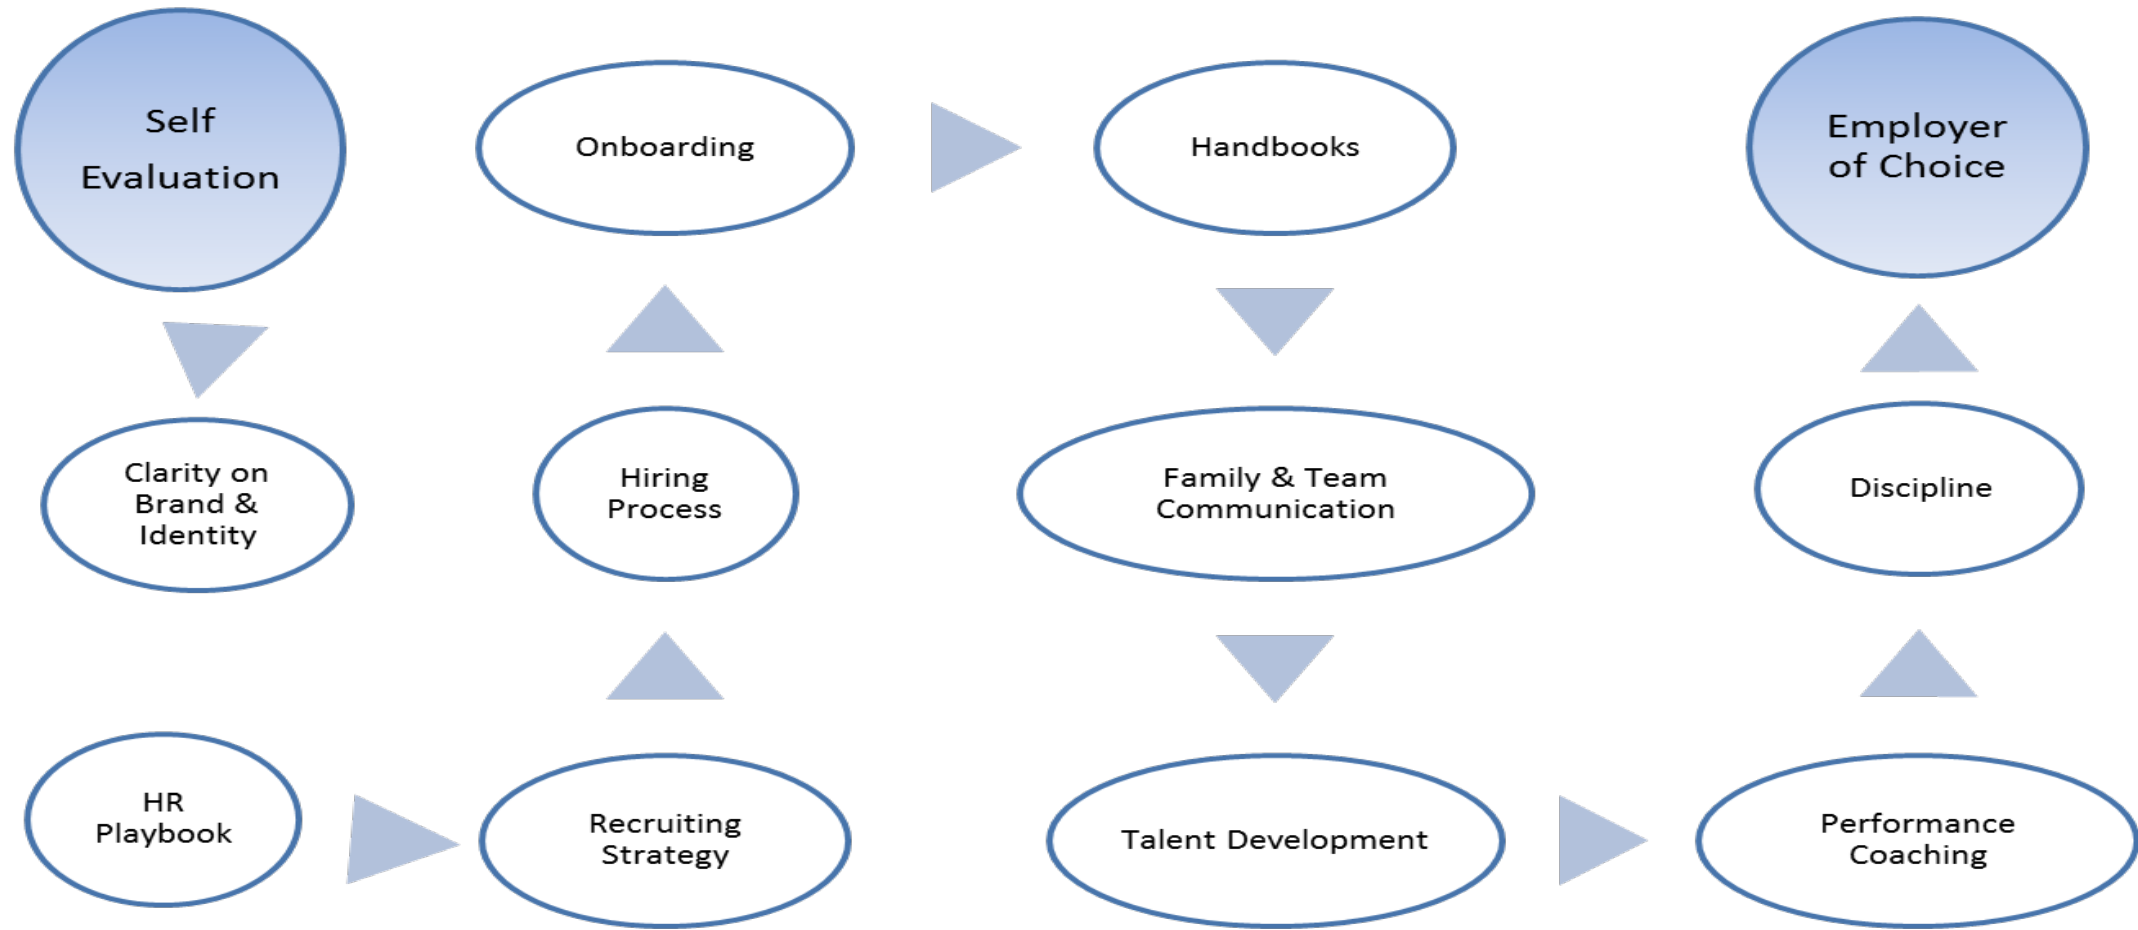 Self
Evaluation
Clarity on
Brand &
Identity
HR
Playbook
Recruiting
Strategy
Hiring
Process
Onboarding
Handbooks
Family & Team
Communication
Talent Development
Performance
Coaching
Discipline
Employer
of Choice